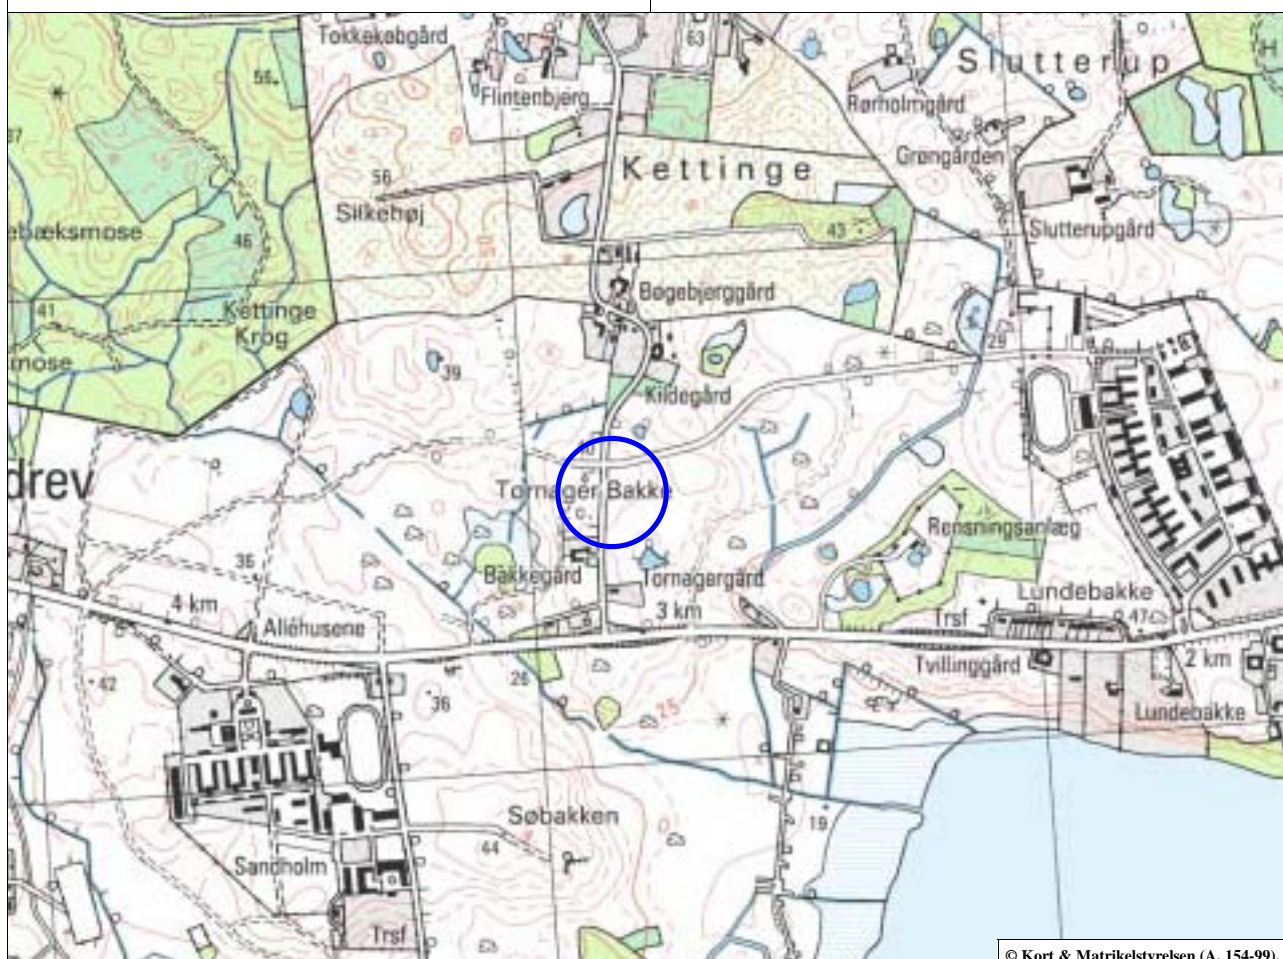 Tokkekøbgård
63
Slutterup
H
56
Flintenbjerg
Rørholmgård
37
Grøngården
Kettinge
56
Silkehøj
ebæksmose
46
43
Slutterupgård
Bøgebjerggård
41
Kettinge
Krog
29
mose
39
Kildegård
drev
Tornager Bakke
Rensningsanlæg
36
Bakkegård
Tornagergård
Lundebakke
4 km
3 km
Trsf
47
Alléhusene
Tvillinggård
2 km
26
42
36
25
Lundebakke
Søbakken
19
44
Sandholm
Trsf
© Kort & Matrikelstyrelsen (A. 154-99).